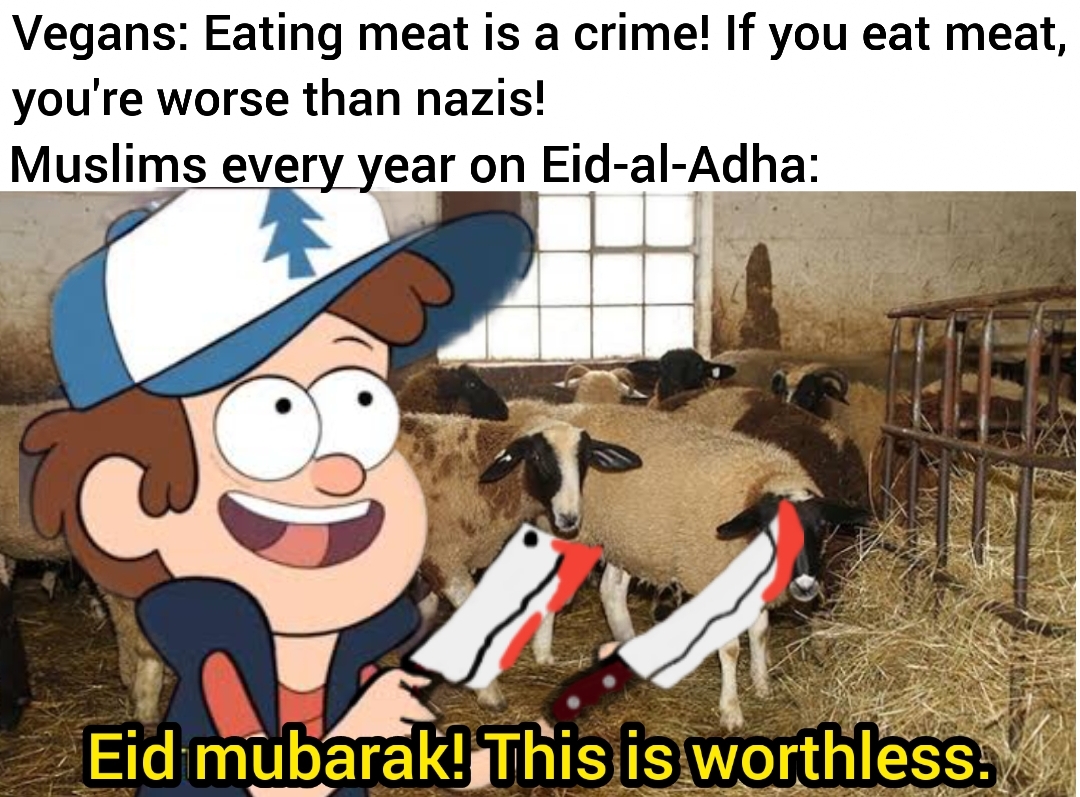 Vegans: Eating meat is a crime! If you eat meat,
you're worse than nazis!
Muslims every year on Eid-al-Adha:
Eid mubarak! This is worthless.